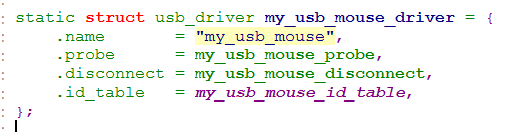 static struct usb_driver my_usb_mouse_driver = {
    .name       = "my_usb_mouse",
    .probe      = my_usb_mouse_probe,
    .disconnect = my_usb_mouse_disconnect,
    .id_table   = my_usb_mouse_id_table,
};